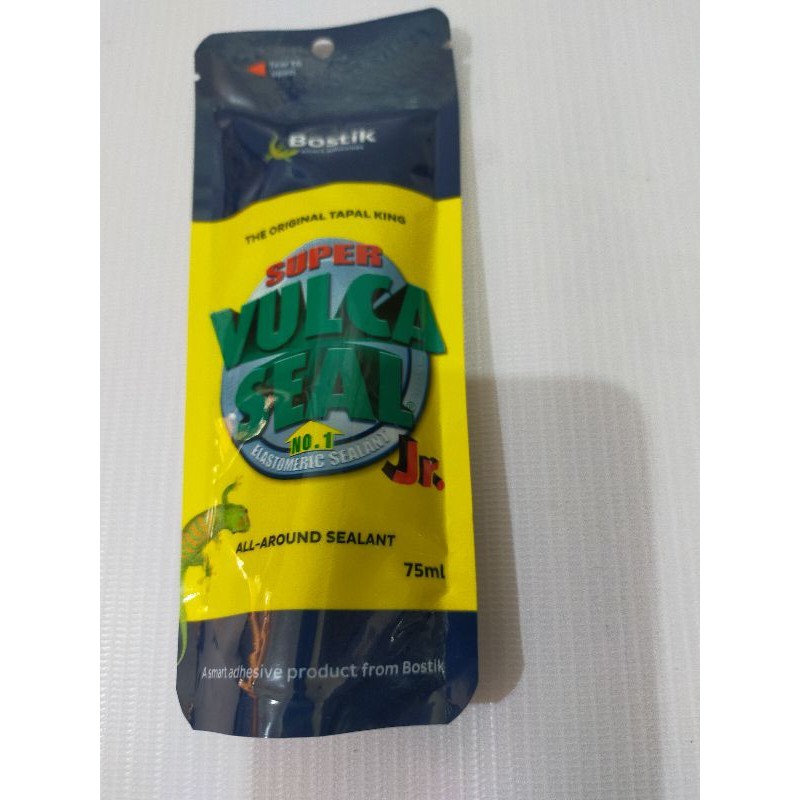 Bostik
THE ORIGINAL TAPAL KING
SUPER
VULCA
SEAL®
NO. 1
ELASTOMERIC SEALANT
Jr.
ALL-AROUND SEALANT
75ml
A smart adhesive product from Bostik